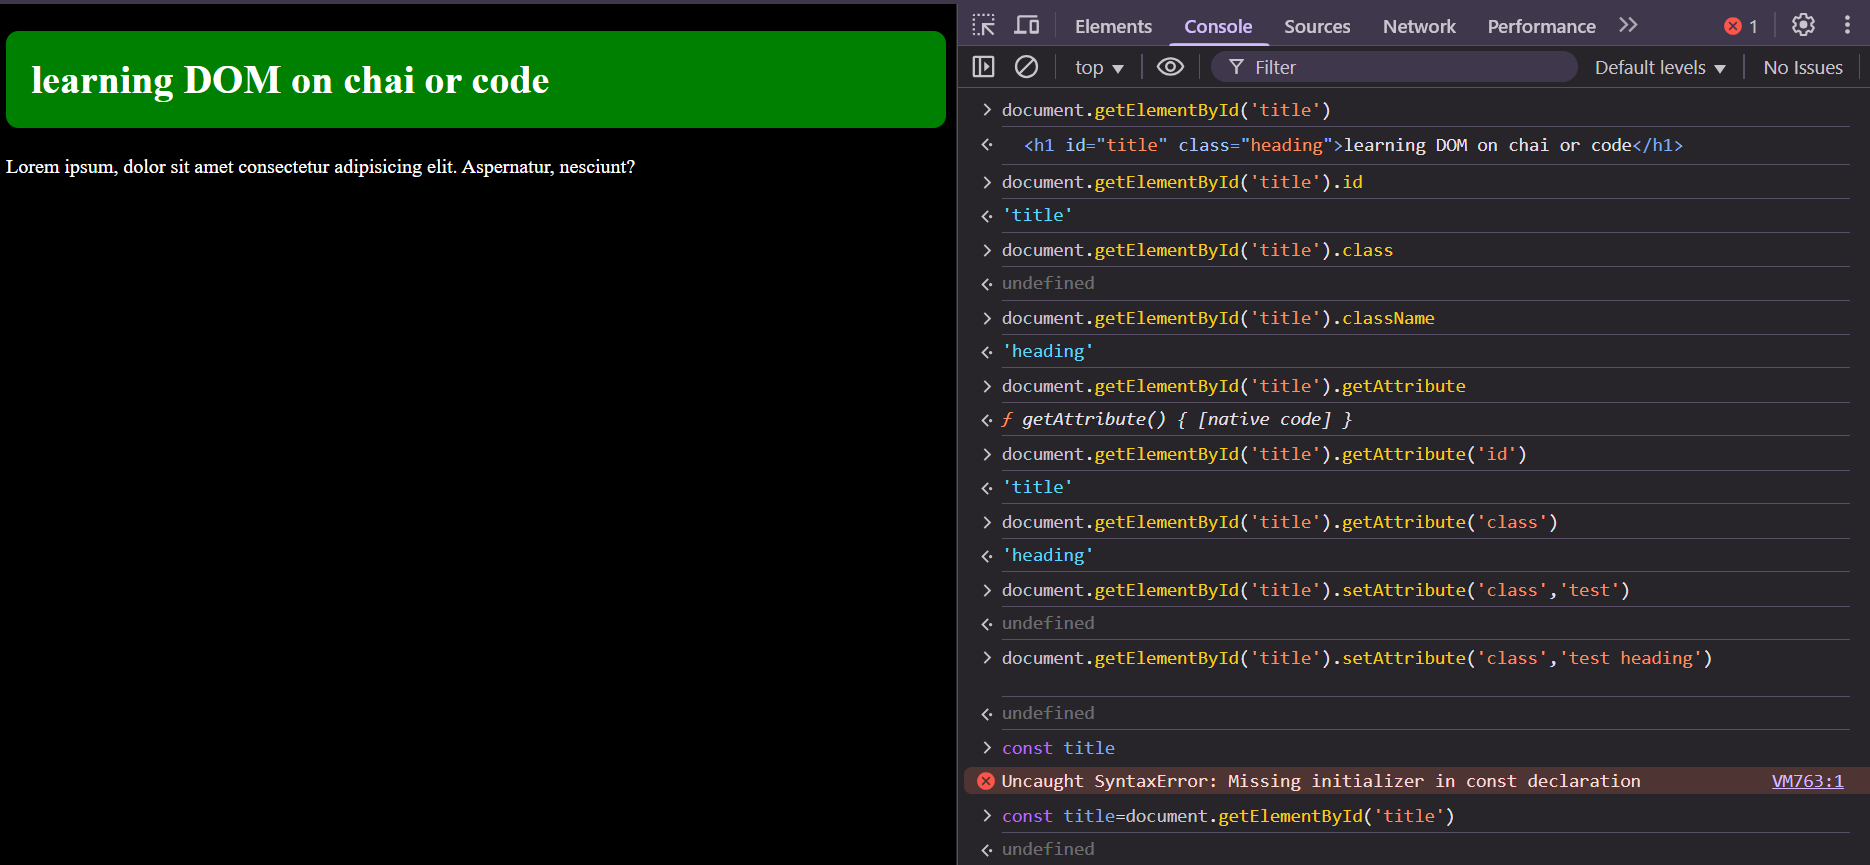 learning DOM on chai or code
Lorem ipsum, dolor sit amet consectetur adipisicing elit. Aspernatur, nesciunt?
Elements Console Sources Network Performance 1
top Filter Default levels No Issues
document.getElementById('title')
<h1 id="title" class="heading">learning DOM on chai or code</h1>
document.getElementById('title').id
'title'
document.getElementById('title').class
undefined
document.getElementById('title').className
'heading'
document.getElementById('title').getAttribute
ƒ getAttribute() { [native code] }
document.getElementById('title').getAttribute('id')
'title'
document.getElementById('title').getAttribute('class')
'heading'
document.getElementById('title').setAttribute('class','test')
undefined
document.getElementById('title').setAttribute('class','test heading')
undefined
const title
Uncaught SyntaxError: Missing initializer in const declaration VM763:1
const title=document.getElementById('title')
undefined